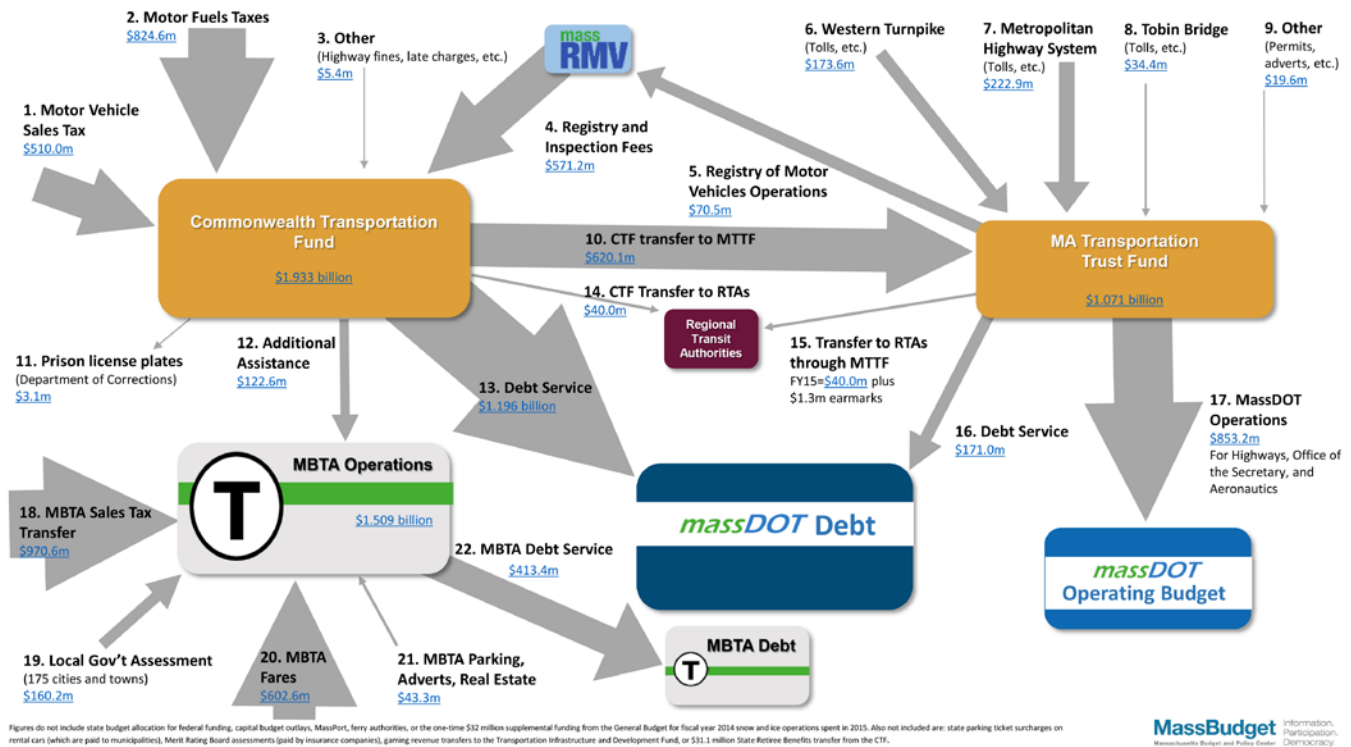 2. Motor Fuels Taxes
$824.6m
3. Other
(Highway fines, late charges, etc.)
$5.4m
mass
RMV
6. Western Turnpike
(Tolls, etc.)
$173.6m
7. Metropolitan
Highway System
(Tolls, etc.)
$222.9m
8. Tobin Bridge
(Tolls, etc.)
$34.4m
9. Other
(Permits,
adverts, etc.)
$19.6m
1. Motor Vehicle
Sales Tax
$510.0m
4. Registry and
Inspection Fees
$571.2m
5. Registry of Motor
Vehicles Operations
$70.5m
Commonwealth Transportation
Fund
$1.933 billion
10. CTF transfer to MTTF
$620.1m
MA Transportation
Trust Fund
$1.071 billion
14. CTF Transfer to RTAs
$40.0m
Regional
Transit
Authorities
11. Prison license plates
(Department of Corrections)
$3.1m
12. Additional
Assistance
$122.6m
13. Debt Service
$1.196 billion
15. Transfer to RTAs
through MTTF
FY15=$40.0m plus
$1.3m earmarks
16. Debt Service
$171.0m
17. MassDOT
Operations
$853.2m
For Highways, Office of
the Secretary, and
Aeronautics
MBTA Operations
T
$1.509 billion
18. MBTA Sales Tax
Transfer
$970.6m
22. MBTA Debt Service
$413.4m
massDOT Debt
massDOT
Operating Budget
19. Local Gov't Assessment
(175 cities and towns)
$160.2m
20. MBTA
Fares
$602.6m
21. MBTA Parking,
Adverts, Real Estate
$43.3m
MBTA Debt
T
Figures do not include state budget allocation for federal funding, capital budget outlays, MassPort, ferry authorities, or the one-time $32 million supplemental funding from the General Budget for fiscal year 2014 snow and ice operations spent in 2015. Also not included are: state parking ticket surcharges on
rental cars (which are paid to municipalities), Merit Rating Board assessments (paid by insurance companies), gaming revenue transfers to the Transportation Infrastructure and Development Fund, or $31.1 million State Retiree Benefits transfer from the CTF.
MassBudget
Massachusetts Budget and Policy Center
Information.
Participation.
Democracy.